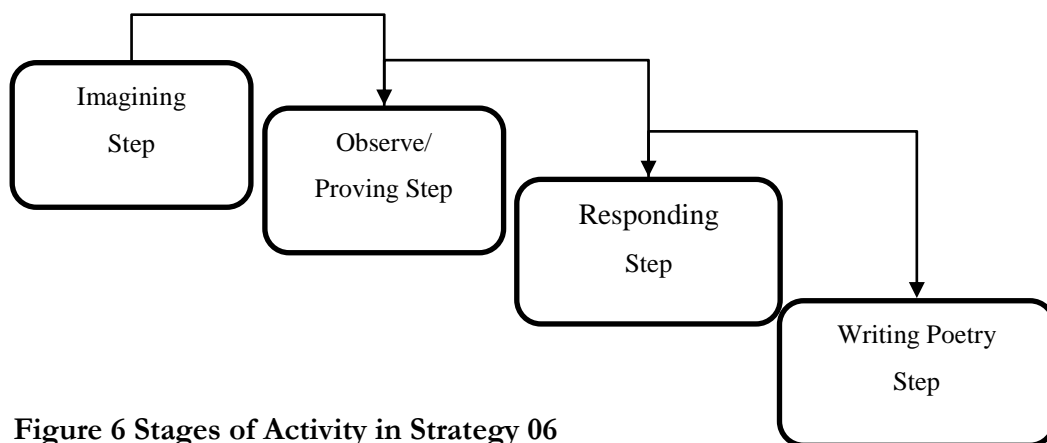 Imagining
Step
Observe/
Proving Step
Responding
Step
Writing Poetry
Step
Figure 6 Stages of Activity in Strategy 06